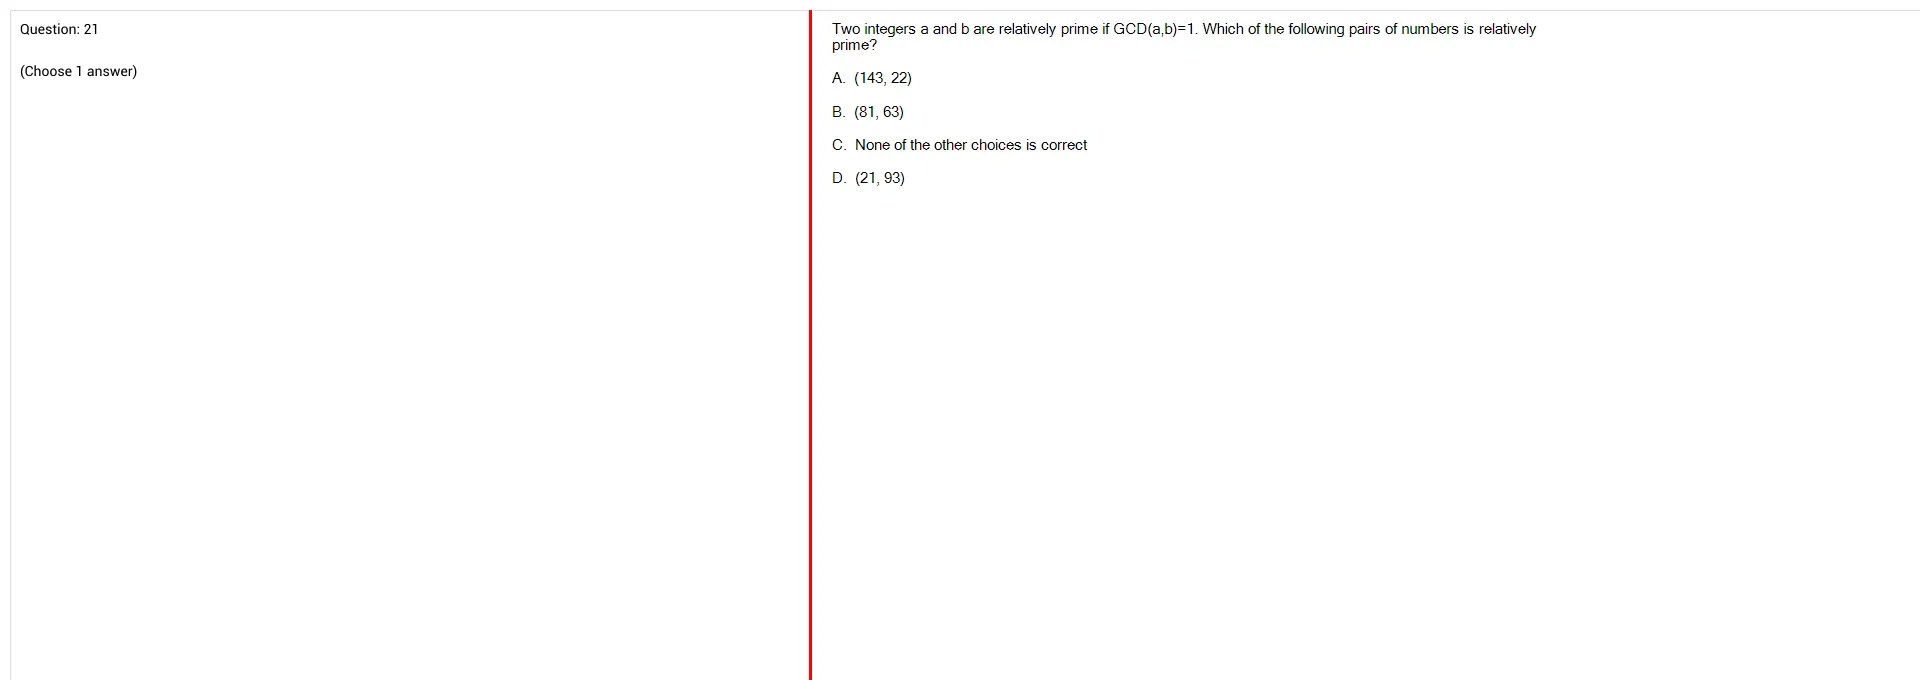 Question: 21
(Choose 1 answer)
Two integers a and b are relatively prime if GCD(a,b)=1. Which of the following pairs of numbers is relatively
prime?
A. (143, 22)
B. (81, 63)
C. None of the other choices is correct
D. (21, 93)